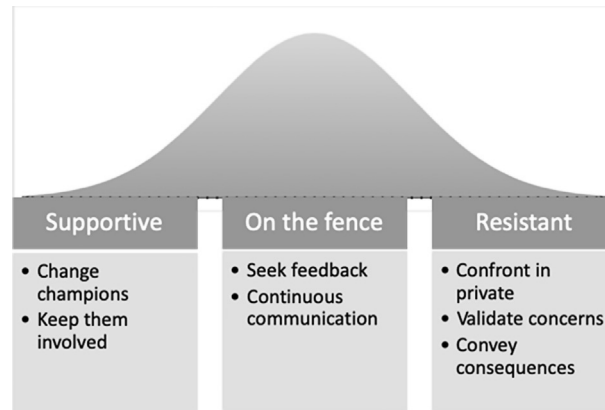 Supportive
• Change
champions
• Keep them
involved
On the fence
• Seek feedback
• Continuous
communication
Resistant
• Confront in
private
• Validate concerns
• Convey
consequences